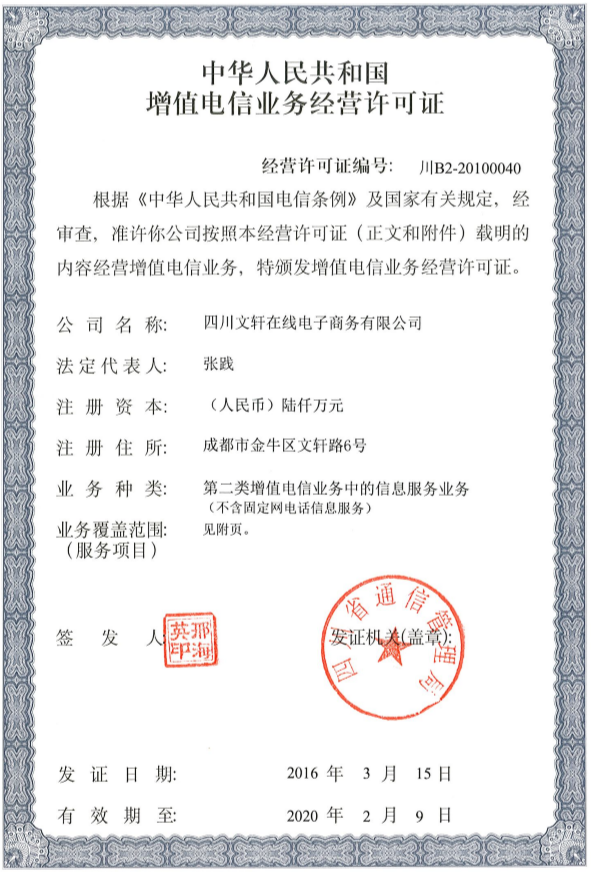 中华人民共和国
增值电信业务经营许可证
经营许可证编号: 川B2-20100040
根据《中华人民共和国电信条例》及国家有关规定，经
审查，准许你公司按照本经营许可证（正文和附件）载明的
内容经营增值电信业务，特颁发增值电信业务经营许可证。
公司名称: 四川文轩在线电子商务有限公司
法定代表人: 张践
注册资本: （人民币）陆仟万元
注册住所: 成都市金牛区文轩路6号
业务种类: 第二类增值电信业务中的信息服务业务
（不含固定网电话信息服务）
业务覆盖范围: 见附页。
（服务项目）
签发人
邢海英印
发证机关(盖章):
四川省通信管理局
发证日期: 2016 年 3 月 15 日
有效期至: 2020 年 2 月 9 日